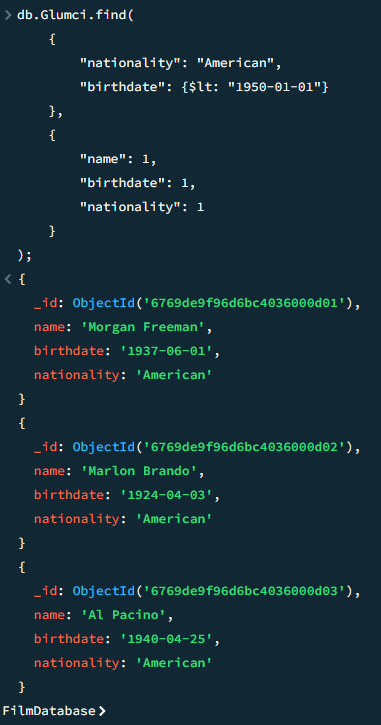 > db.Glumci.find(
{
"nationality": "American",
"birthdate": {$lt: "1950-01-01"}
},
{
"name": 1,
"birthdate": 1,
"nationality": 1
}
);
< {
_id: ObjectId('6769de9f96d6bc4036000d01'),
name: 'Morgan Freeman',
birthdate: '1937-06-01',
nationality: 'American'
}
{
_id: ObjectId('6769de9f96d6bc4036000d02'),
name: 'Marlon Brando',
birthdate: '1924-04-03',
nationality: 'American'
}
{
_id: ObjectId('6769de9f96d6bc4036000d03'),
name: 'Al Pacino',
birthdate: '1940-04-25',
nationality: 'American'
}
FilmDatabase>